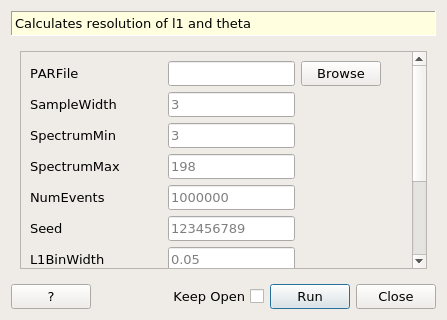 Calculates resolution of l1 and theta
PARFile Browse
SampleWidth 3
SpectrumMin 3
SpectrumMax 198
NumEvents 1000000
Seed 123456789
L1BinWidth 0.05
? Keep Open Run Close